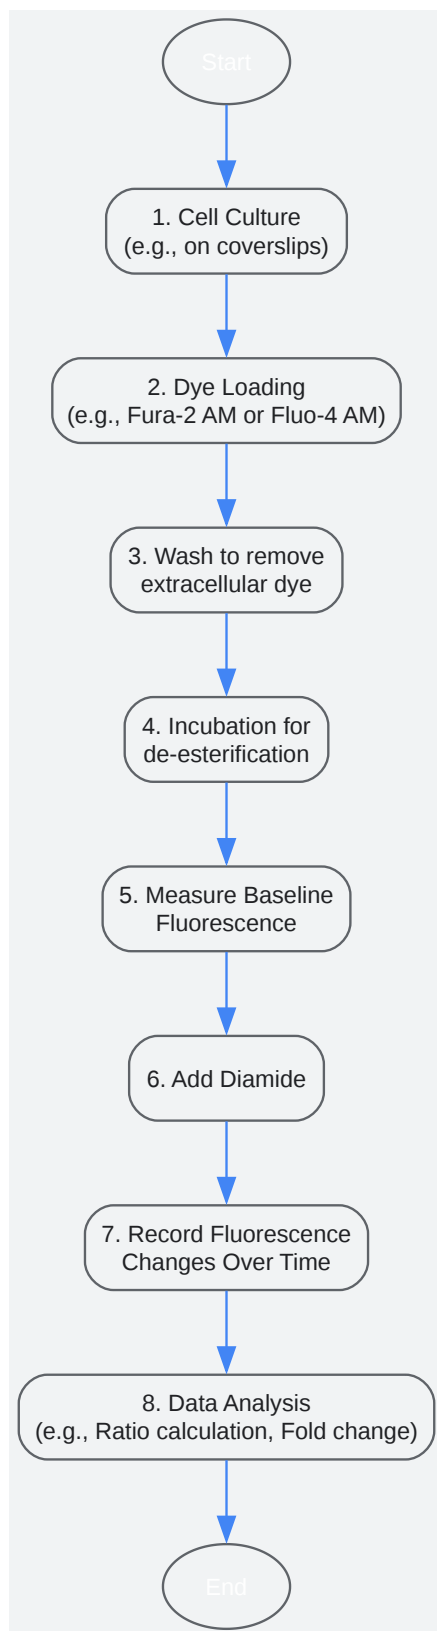 Start
1. Cell Culture
(e.g., on coverslips)
2. Dye Loading
(e.g., Fura-2 AM or Fluo-4 AM)
3. Wash to remove
extracellular dye
4. Incubation for
de-esterification
5. Measure Baseline
Fluorescence
6. Add Diamide
7. Record Fluorescence
Changes Over Time
8. Data Analysis
(e.g., Ratio calculation, Fold change)
End